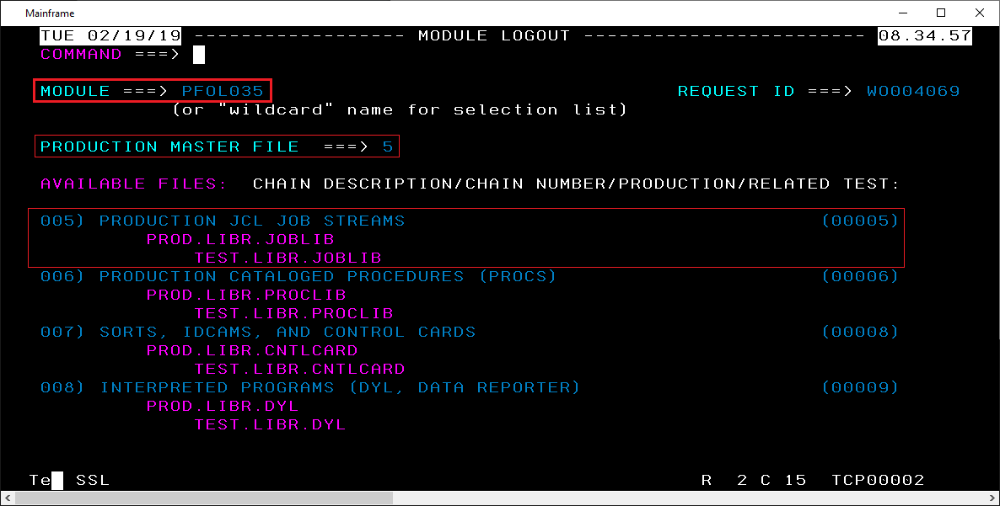 Mainframe
TUE 02/19/19 ------------------ MODULE LOGOUT ------------------------ 08.34.57
COMMAND ===>
MODULE ===> PFOL035 REQUEST ID ===> WO004069
(or "wildcard" name for selection list)
PRODUCTION MASTER FILE ===> 5
AVAILABLE FILES: CHAIN DESCRIPTION/CHAIN NUMBER/PRODUCTION/RELATED TEST:
005) PRODUCTION JCL JOB STREAMS (00005)
PROD.LIBR.JOBLIB
TEST.LIBR.JOBLIB
006) PRODUCTION CATALOGED PROCEDURES (PROCS) (00006)
PROD.LIBR.PROCLIB
TEST.LIBR.PROCLIB
007) SORTS, IDCAMS, AND CONTROL CARDS (00008)
PROD.LIBR.CNTLCARD
TEST.LIBR.CNTLCARD
008) INTERPRETED PROGRAMS (DYL, DATA REPORTER) (00009)
PROD.LIBR.DYL
TEST.LIBR.DYL
Te SSL R 2 C 15 TCP00002